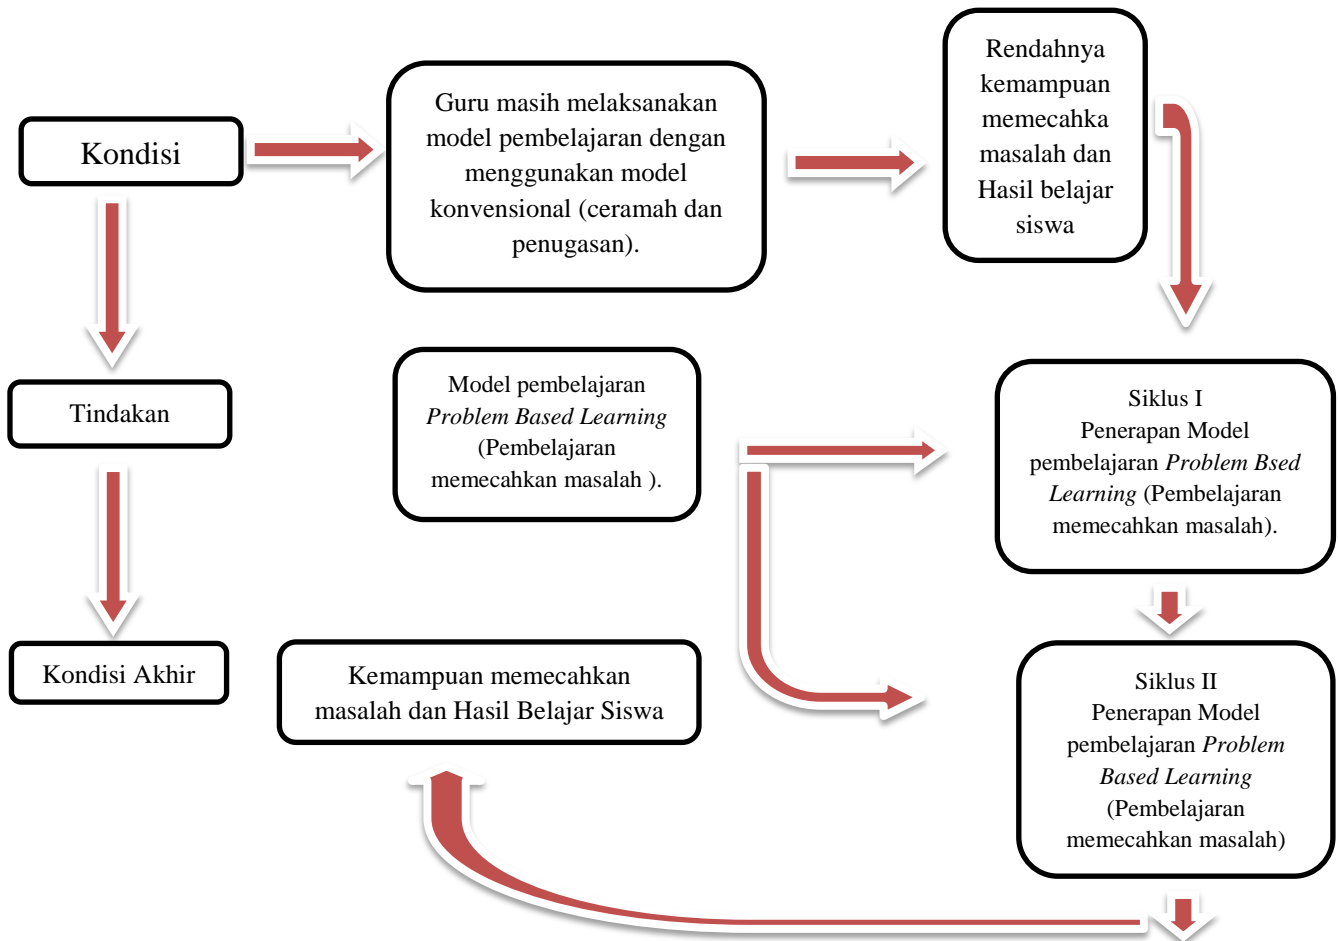 Kondisi
Guru masih melaksanakan
model pembelajaran dengan
menggunakan model
konvensional (ceramah dan
penugasan).
Rendahnya
kemampuan
memecahka
masalah dan
Hasil belajar
siswa
Tindakan
Model pembelajaran
Problem Based Learning
(Pembelajaran
memecahkan masalah ).
Siklus I
Penerapan Model
pembelajaran Problem Bsed
Learning (Pembelajaran
memecahkan masalah).
Kondisi Akhir
Kemampuan memecahkan
masalah dan Hasil Belajar Siswa
Siklus II
Penerapan Model
pembelajaran Problem
Based Learning
(Pembelajaran
memecahkan masalah)